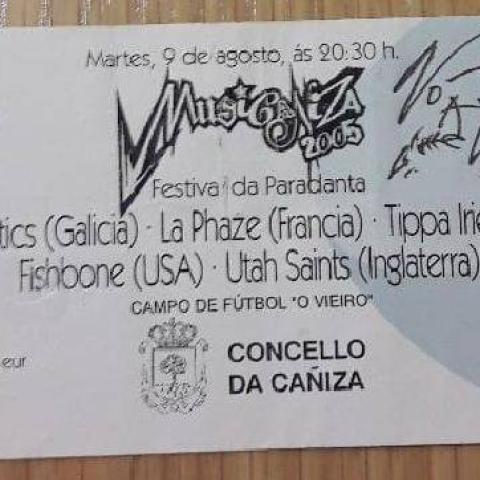 Martes, 9 de agosto, ás 20:30 h.
MusiCañiZa
2005
Festival da Paradanta
tics (Galicia) · La Phaze (Francia) · Tippa Irie
Fishbone (USA) · Utah Saints (Inglaterra)
CAMPO DE FÚTBOL "O VIEIRO"
eur
CONCELLO
DA CAÑIZA